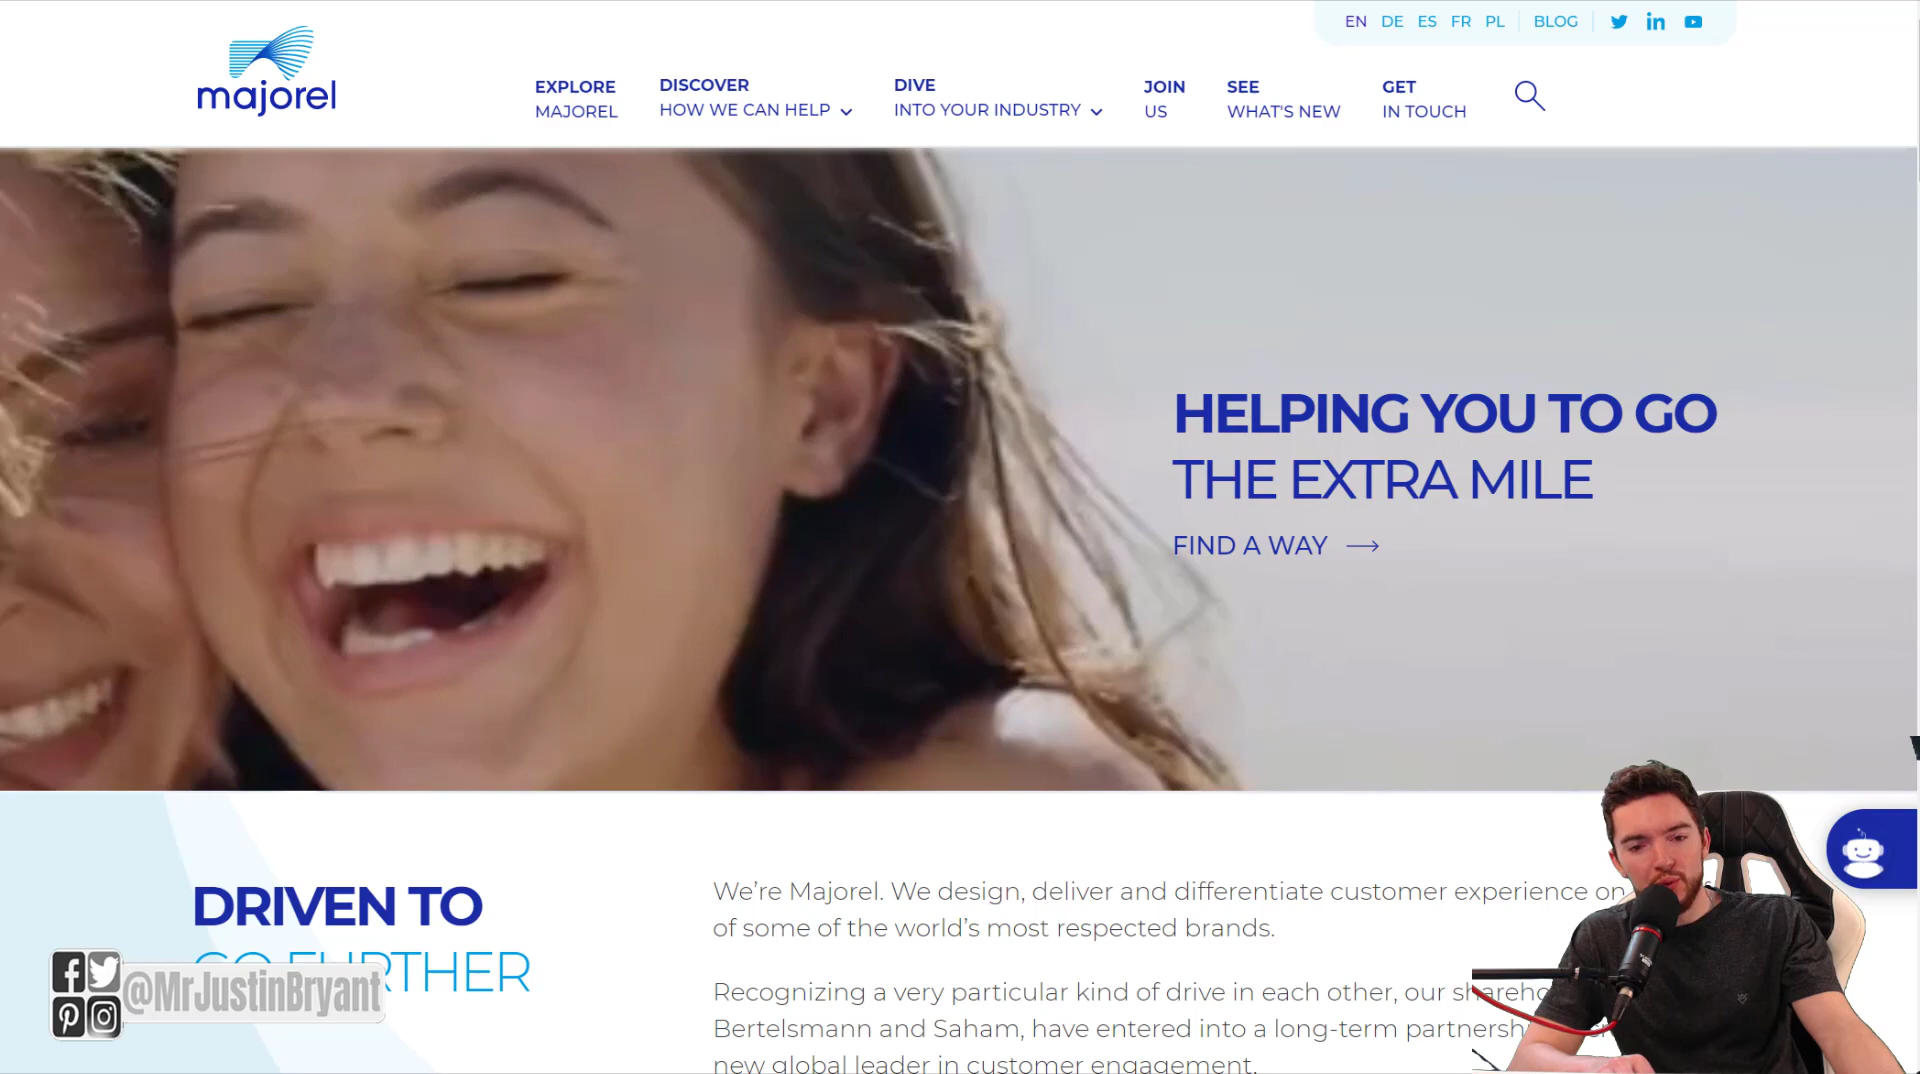 EN DE ES FR PL BLOG
majorel
EXPLORE
MAJOREL
DISCOVER
HOW WE CAN HELP
DIVE
INTO YOUR INDUSTRY
JOIN
US
SEE
WHAT'S NEW
GET
IN TOUCH
HELPING YOU TO GO
THE EXTRA MILE
FIND A WAY
DRIVEN TO
GO FURTHER
@MrJustinBryant
We’re Majorel. We design, deliver and differentiate customer experience on
of some of the world’s most respected brands.
Recognizing a very particular kind of drive in each other, our
Bertelsmann and Saham, have entered into a long-term
new global leader in customer engagement.